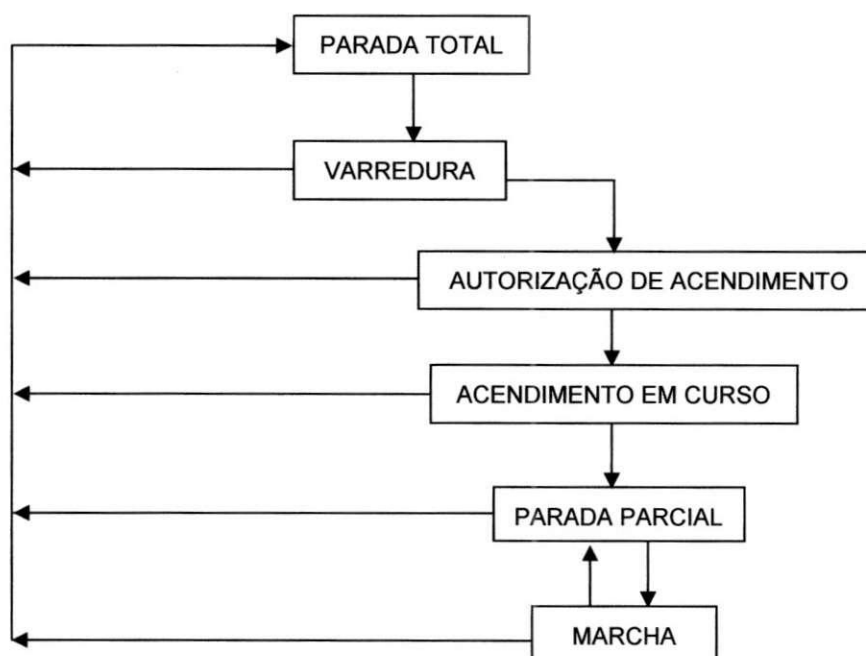 PARADA TOTAL
VARREDURA
AUTORIZAÇÃO DE ACENDIMENTO
ACENDIMENTO EM CURSO
PARADA PARCIAL
MARCHA